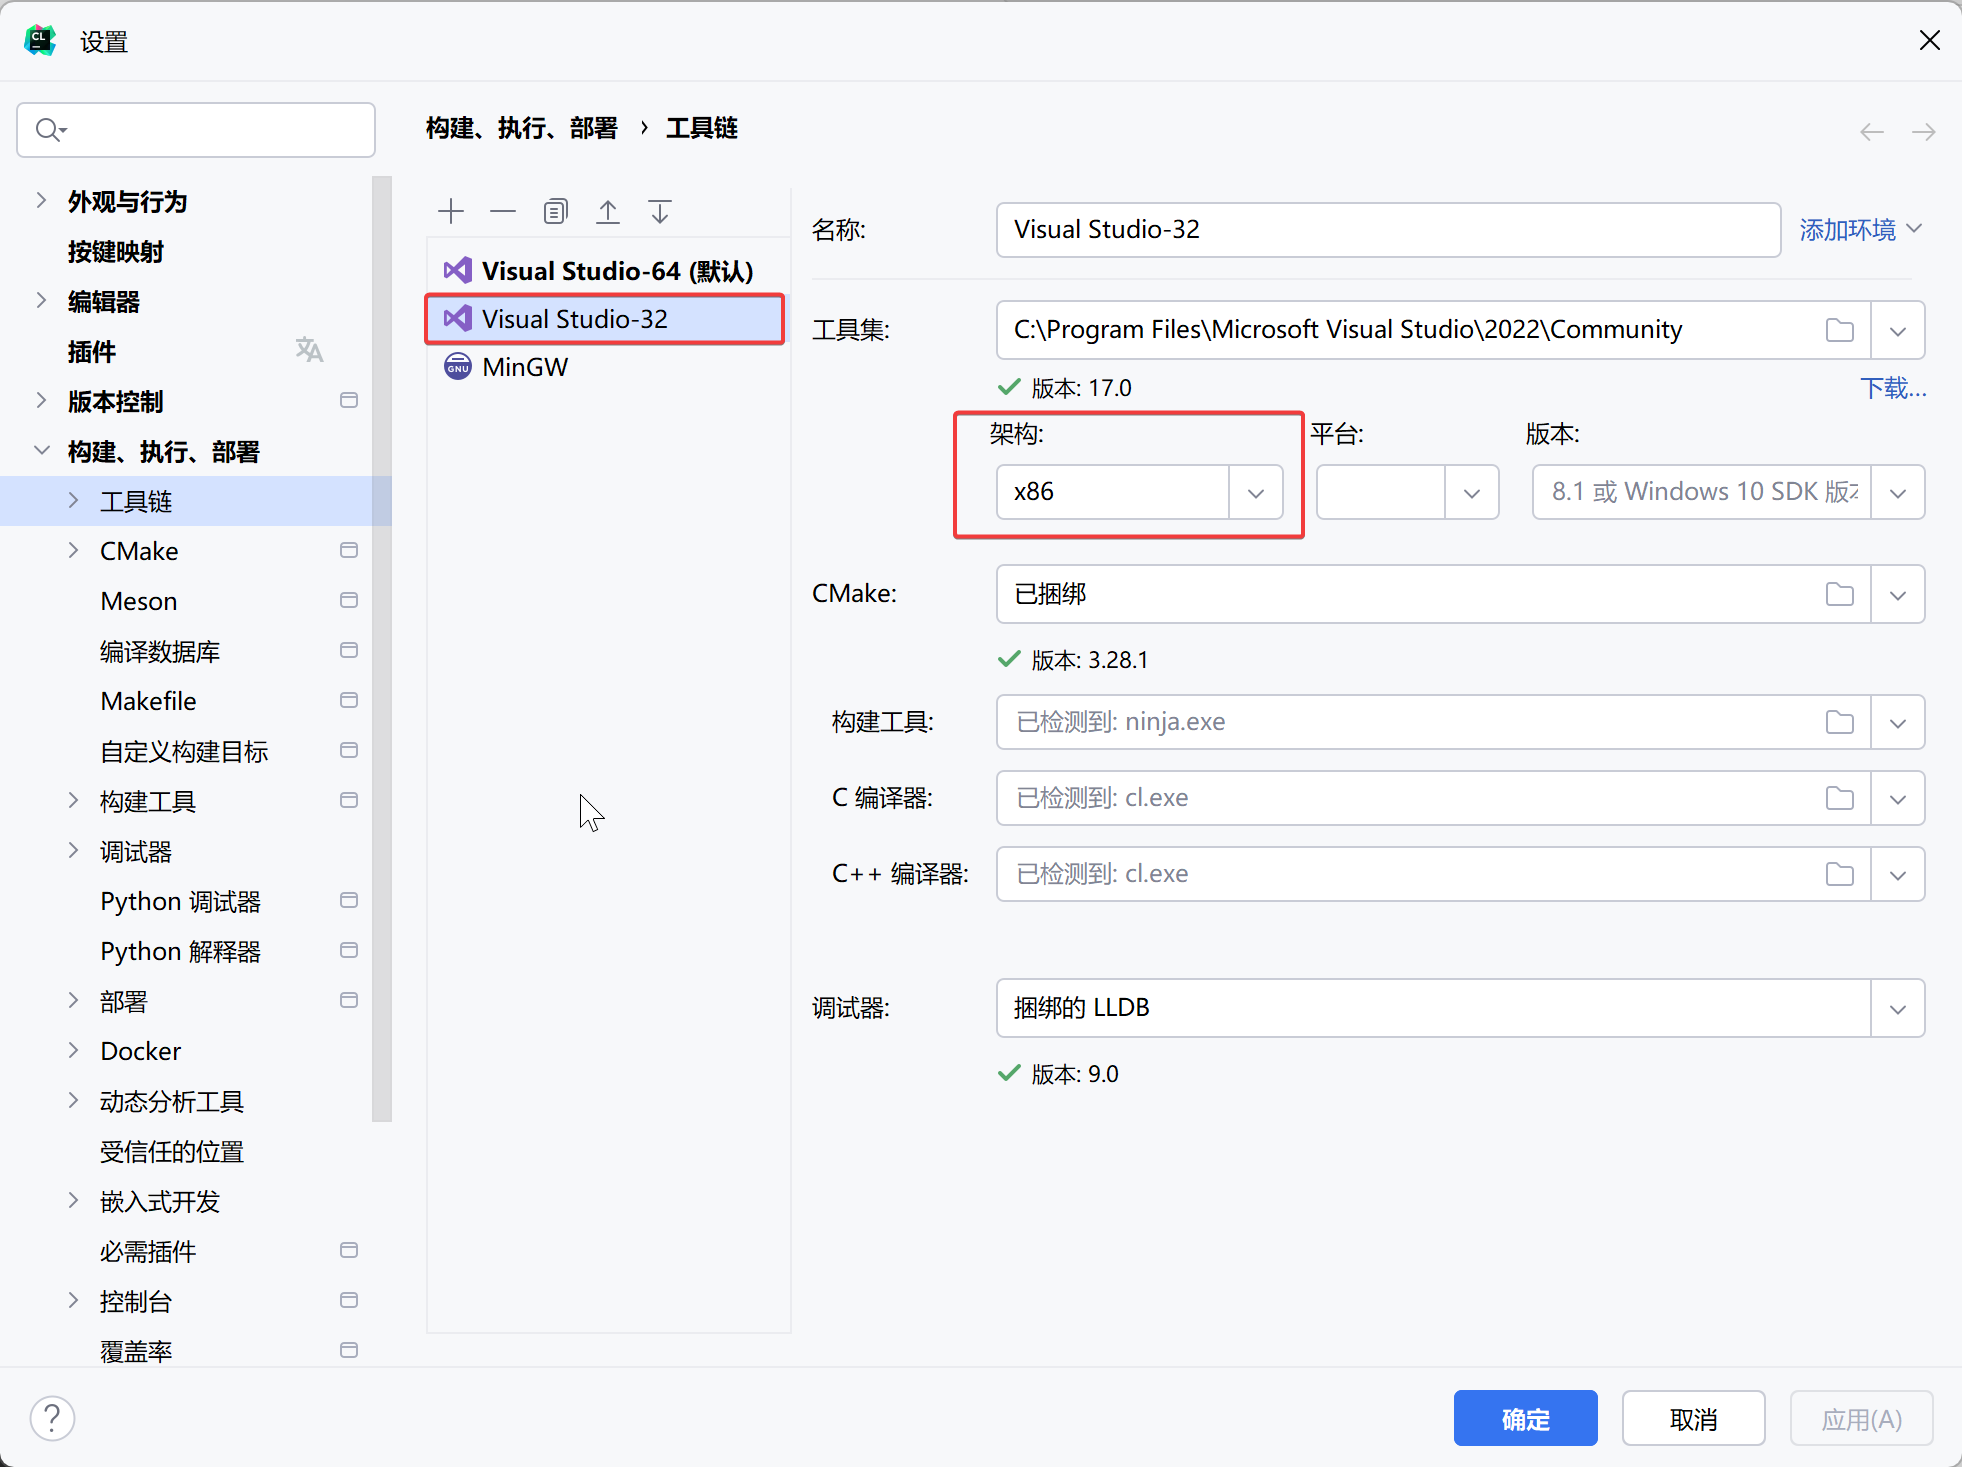 设置
外观与行为
按键映射
编辑器
插件
版本控制
构建、执行、部署
工具链
CMake
Meson
编译数据库
Makefile
自定义构建目标
构建工具
调试器
Python 调试器
Python 解释器
部署
Docker
动态分析工具
受信任的位置
嵌入式开发
必需插件
控制台
覆盖率
构建、执行、部署 › 工具链
Visual Studio-64 (默认)
Visual Studio-32
MinGW
名称: Visual Studio-32 添加环境
工具集: C:\Program Files\Microsoft Visual Studio\2022\Community
版本: 17.0 下载...
架构: 平台: 版本:
x86 8.1 或 Windows 10 SDK 版本
CMake: 已捆绑
版本: 3.28.1
构建工具: 已检测到: ninja.exe
C 编译器: 已检测到: cl.exe
C++ 编译器: 已检测到: cl.exe
调试器: 捆绑的 LLDB
版本: 9.0
? 确定 取消 应用(A)